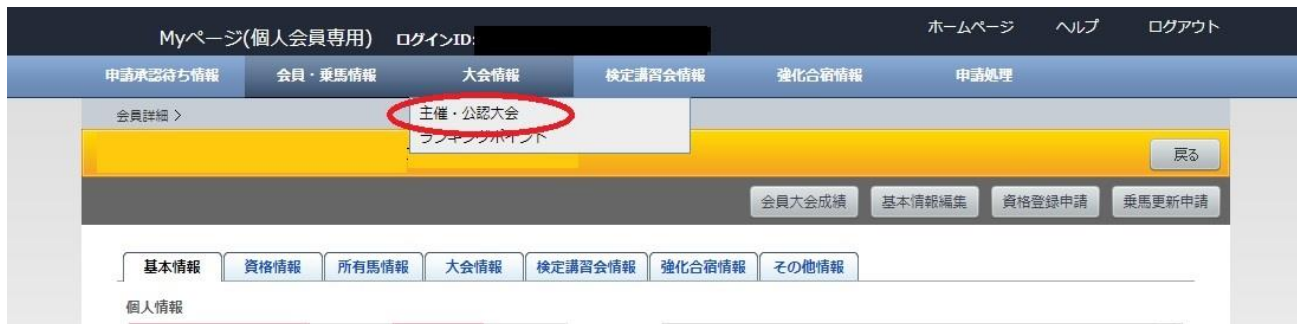 Myページ(個人会員専用) ログインID: ホームページ ヘルプ ログアウト
申請承認待ち情報 会員・乗馬情報 大会情報 検定講習会情報 強化合宿情報 申請処理
会員詳細 > 主催・公認大会
ランキングポイント
戻る
会員大会成績 基本情報編集 資格登録申請 乗馬更新申請
基本情報 資格情報 所有馬情報 大会情報 検定講習会情報 強化合宿情報 その他情報
個人情報